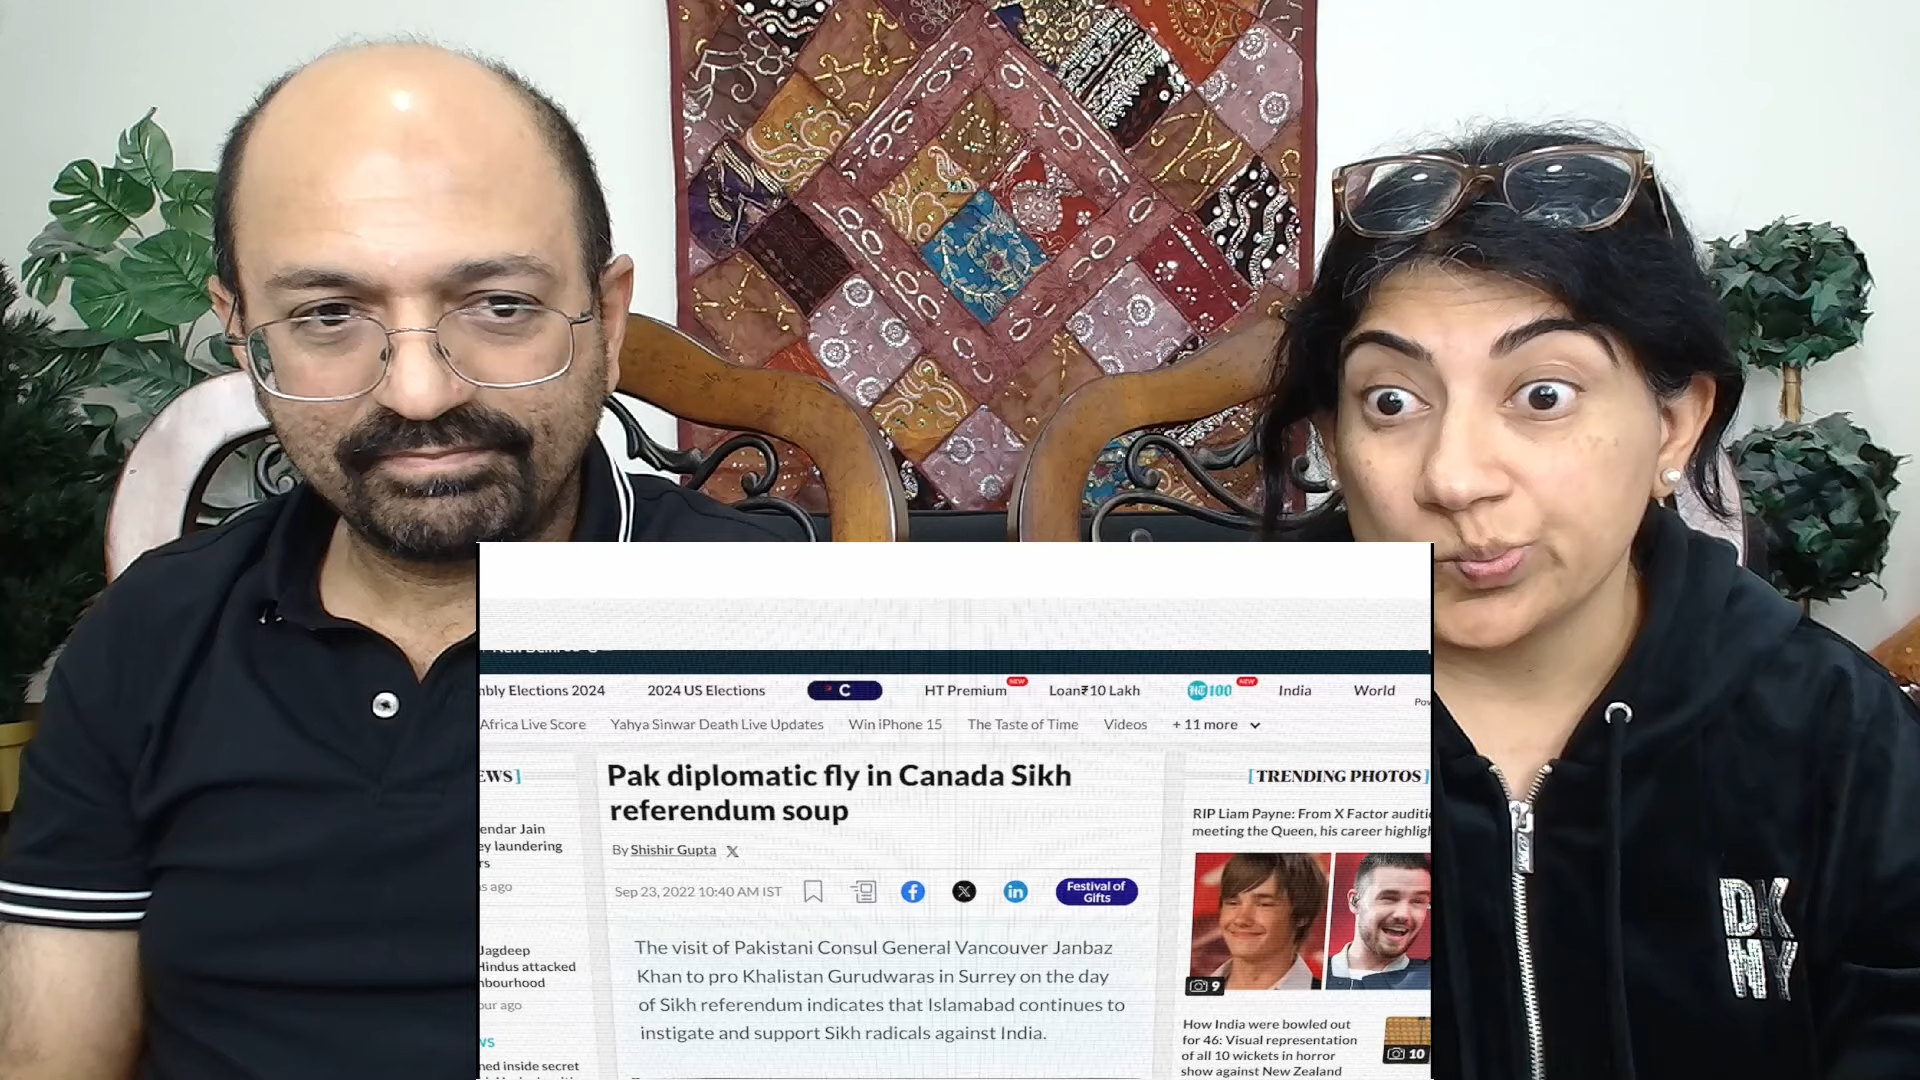 mbly Elections 2024 2024 US Elections C HT Premium NEW Loan₹10 Lakh HT100 NEW India World
Africa Live Score Yahya Sinwar Death Live Updates Win iPhone 15 The Taste of Time Videos + 11 more
EWS]
endar Jain
ey laundering
rs
s ago
Jagdeep
Hindus attacked
hbourhood
our ago
WS
ned inside secret
Pak diplomatic fly in Canada Sikh
referendum soup
By Shishir Gupta X
Sep 23, 2022 10:40 AM IST
Festival of
Gifts
The visit of Pakistani Consul General Vancouver Janbaz
Khan to pro Khalistan Gurudwaras in Surrey on the day
of Sikh referendum indicates that Islamabad continues to
instigate and support Sikh radicals against India.
[TRENDING PHOTOS]
RIP Liam Payne: From X Factor auditi
meeting the Queen, his career highligh
9
How India were bowled out
for 46: Visual representation
of all 10 wickets in horror
show against New Zealand
10
DK
NY